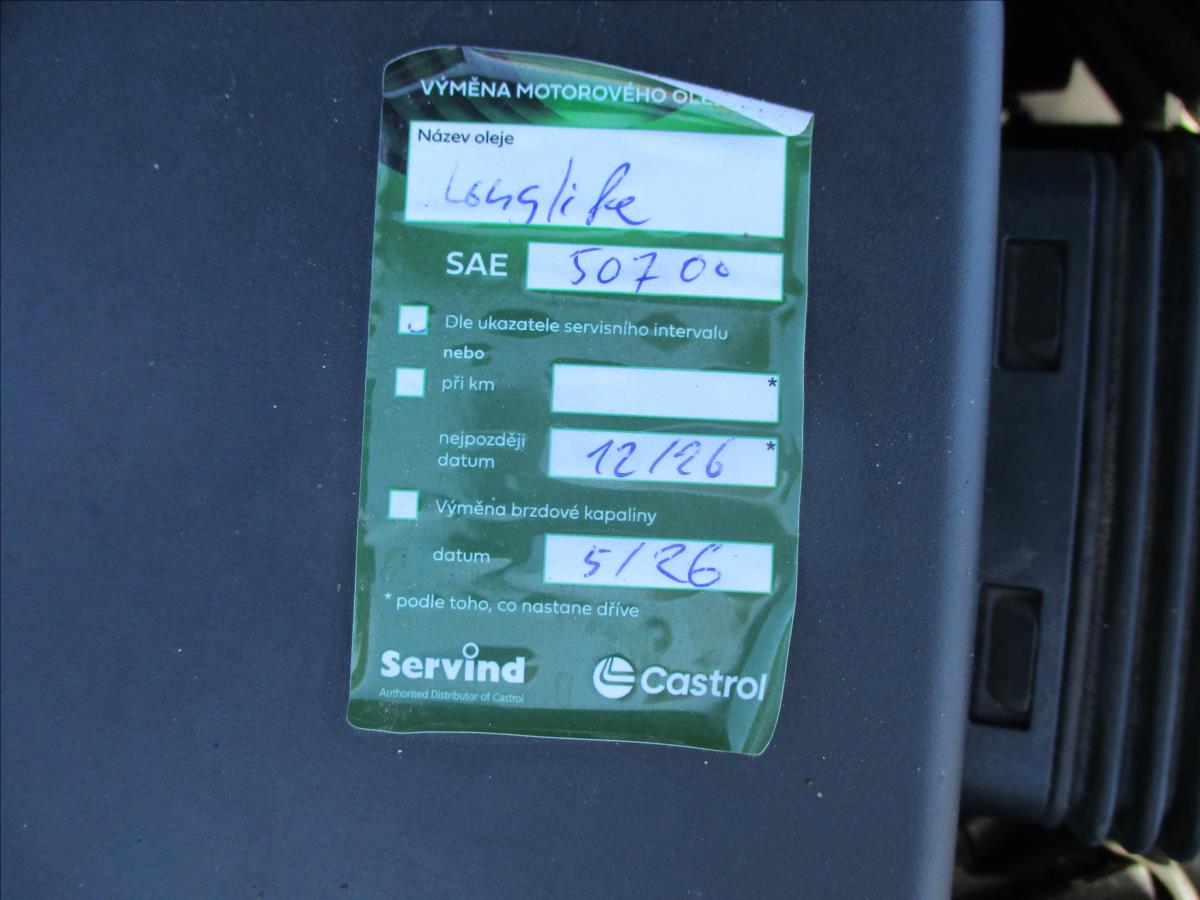 VÝMĚNA MOTOROVÉHO
Název oleje
Longlife
SAE 507 00
Dle ukazatele servisního intervalu
nebo
při km *
nejpozději
datum 12/26 *
Výměna brzdové kapaliny
datum 5/26
* podle toho, co nastane dříve
Servind Castrol
Authorised Distributor of Castrol